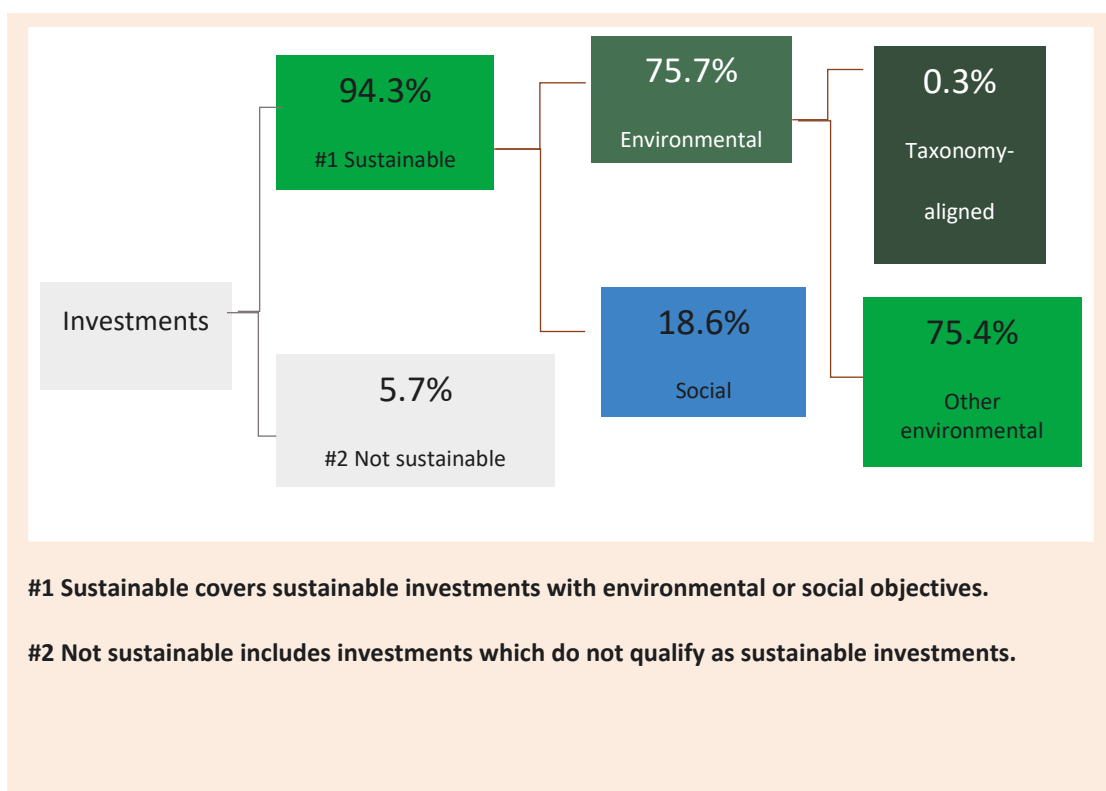 Investments
94.3%
#1 Sustainable
5.7%
#2 Not sustainable
75.7%
Environmental
18.6%
Social
0.3%
Taxonomy-
aligned
75.4%
Other
environmental
#1 Sustainable covers sustainable investments with environmental or social objectives.
#2 Not sustainable includes investments which do not qualify as sustainable investments.